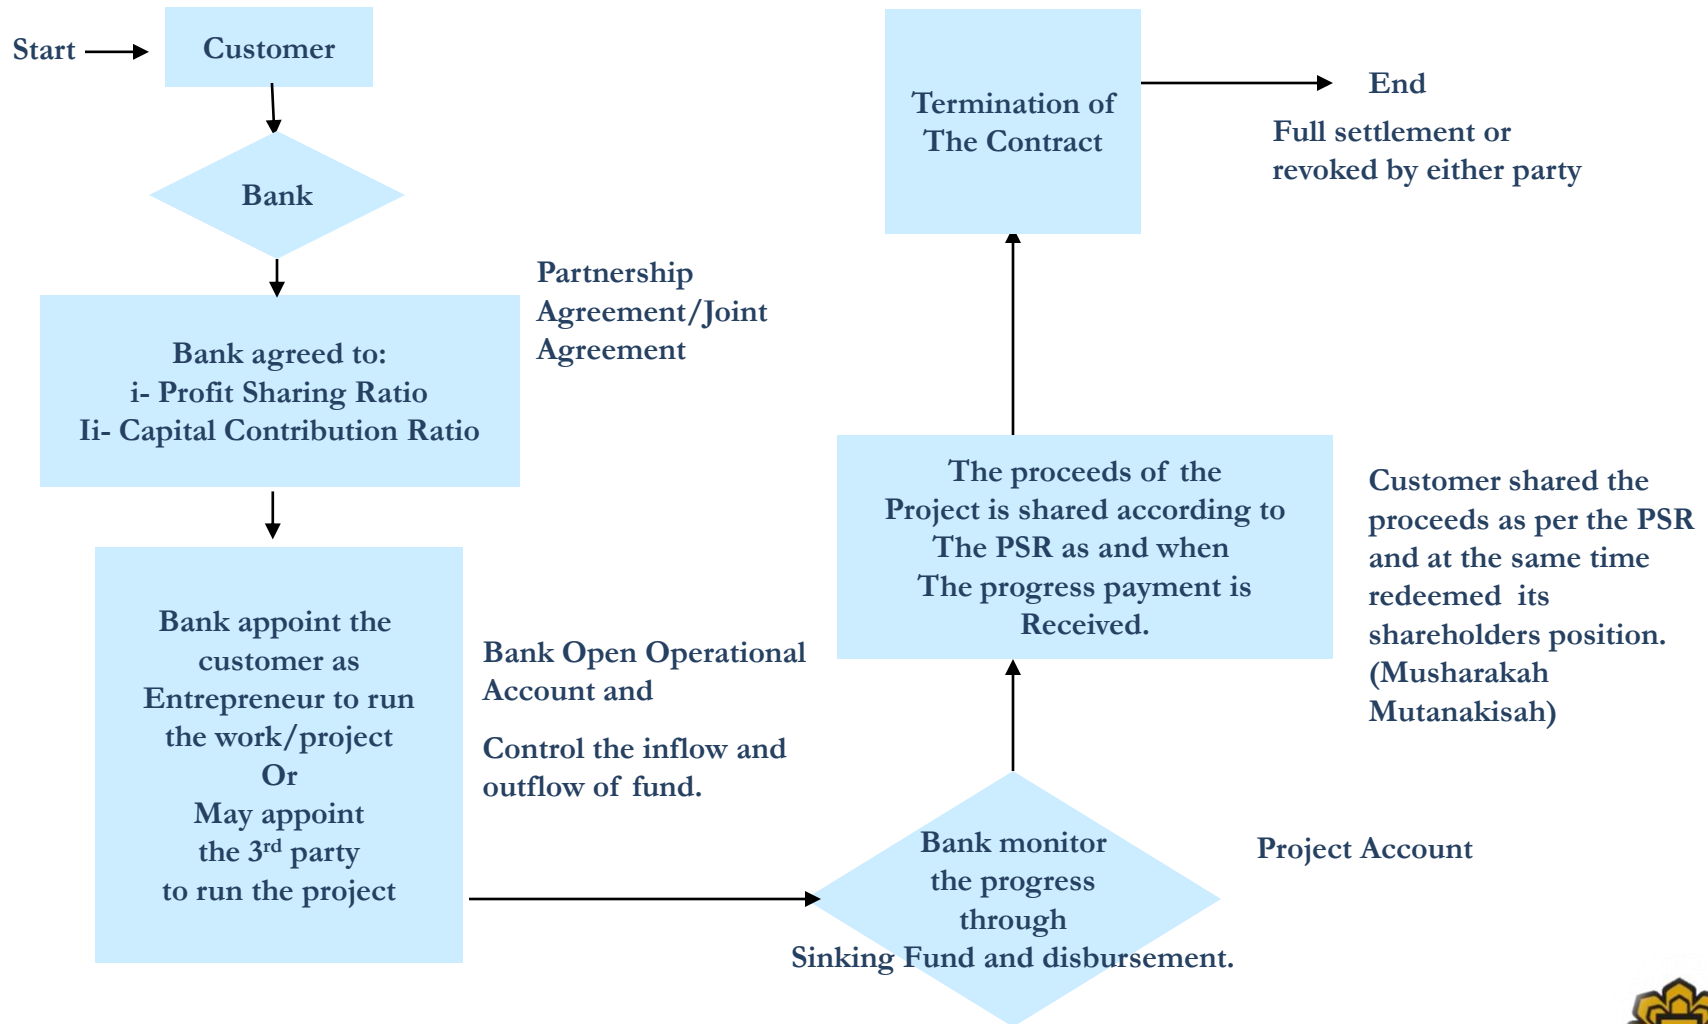 Start
Customer
Bank
Bank agreed to:
i- Profit Sharing Ratio
Ii- Capital Contribution Ratio
Partnership
Agreement/Joint
Agreement
Bank appoint the
customer as
Entrepreneur to run
the work/project
Or
May appoint
the 3rd party
to run the project
Bank Open Operational
Account and
Control the inflow and
outflow of fund.
Bank monitor
the progress
through
Sinking Fund and disbursement.
Project Account
The proceeds of the
Project is shared according to
The PSR as and when
The progress payment is
Received.
Customer shared the
proceeds as per the PSR
and at the same time
redeemed its
shareholders position.
(Musharakah
Mutanakisah)
Termination of
The Contract
End
Full settlement or
revoked by either party